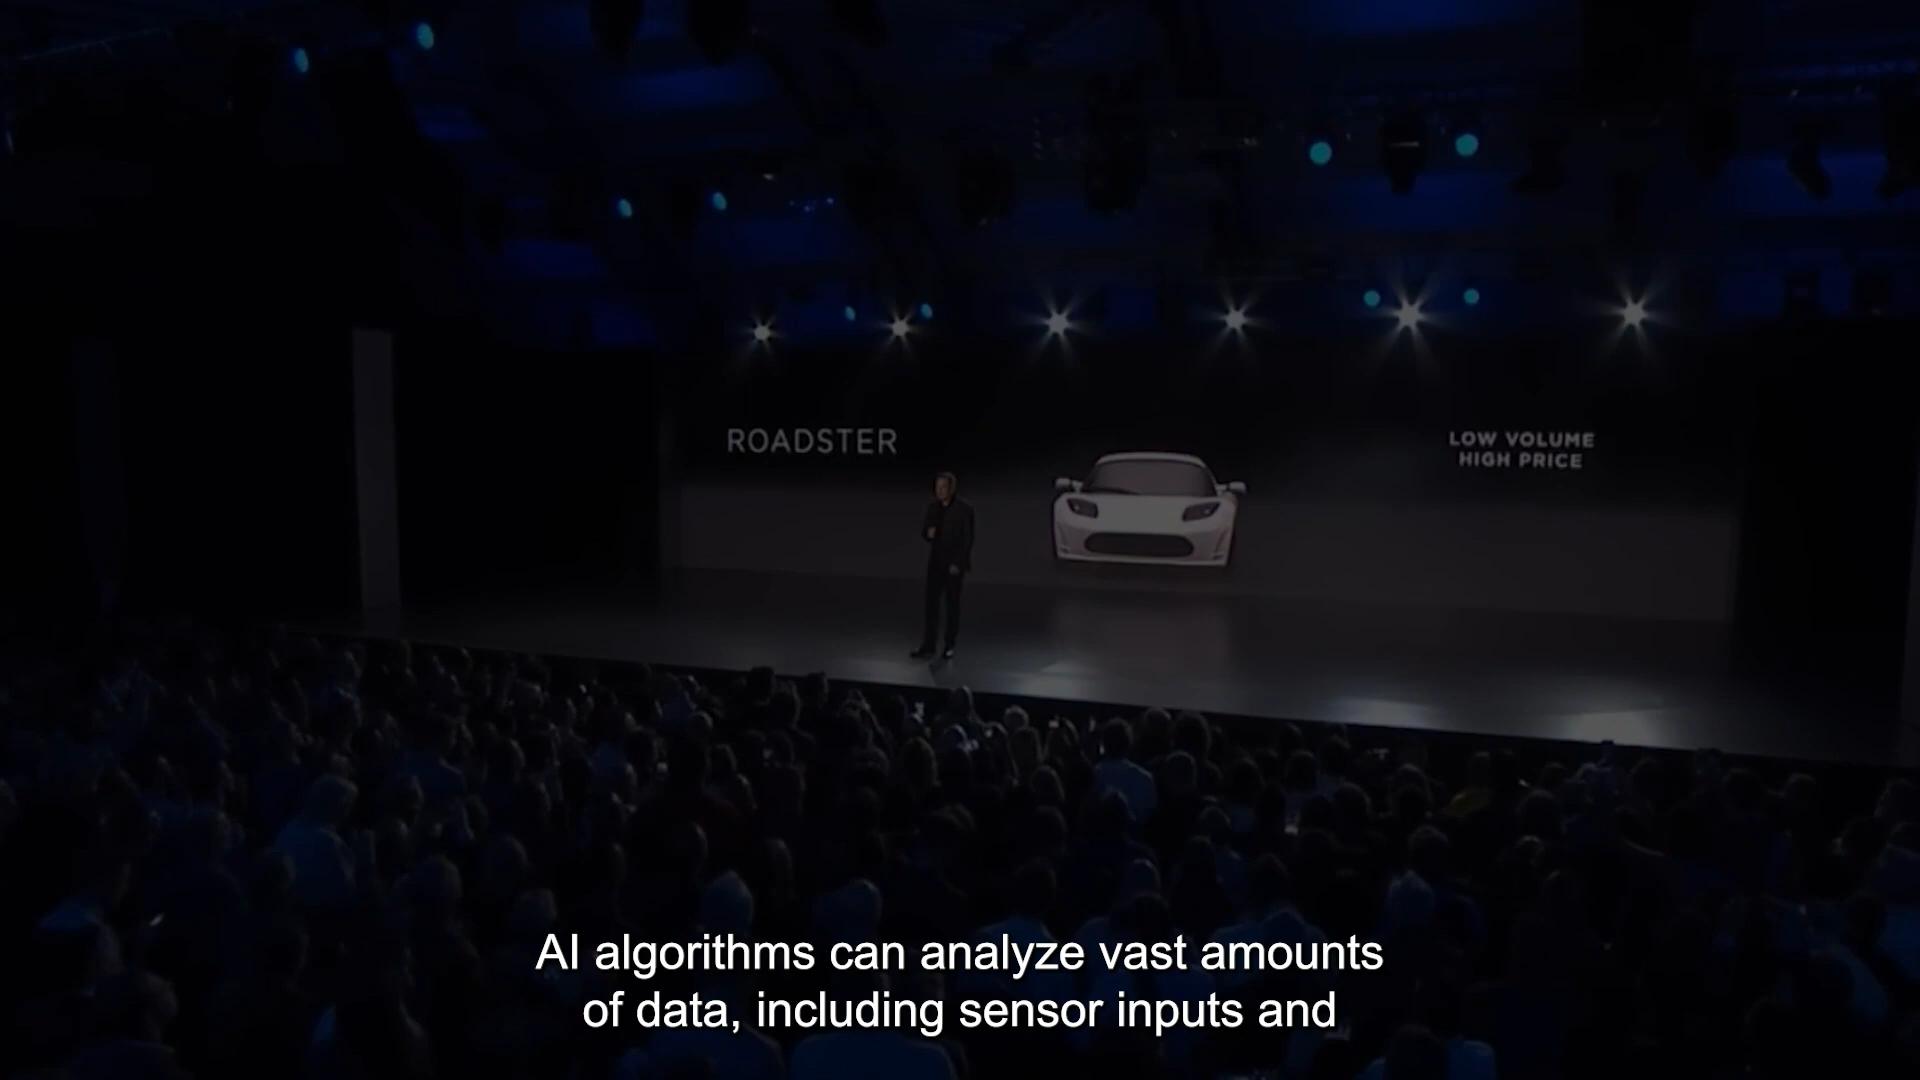 ROADSTER
LOW VOLUME
HIGH PRICE
AI algorithms can analyze vast amounts
of data, including sensor inputs and